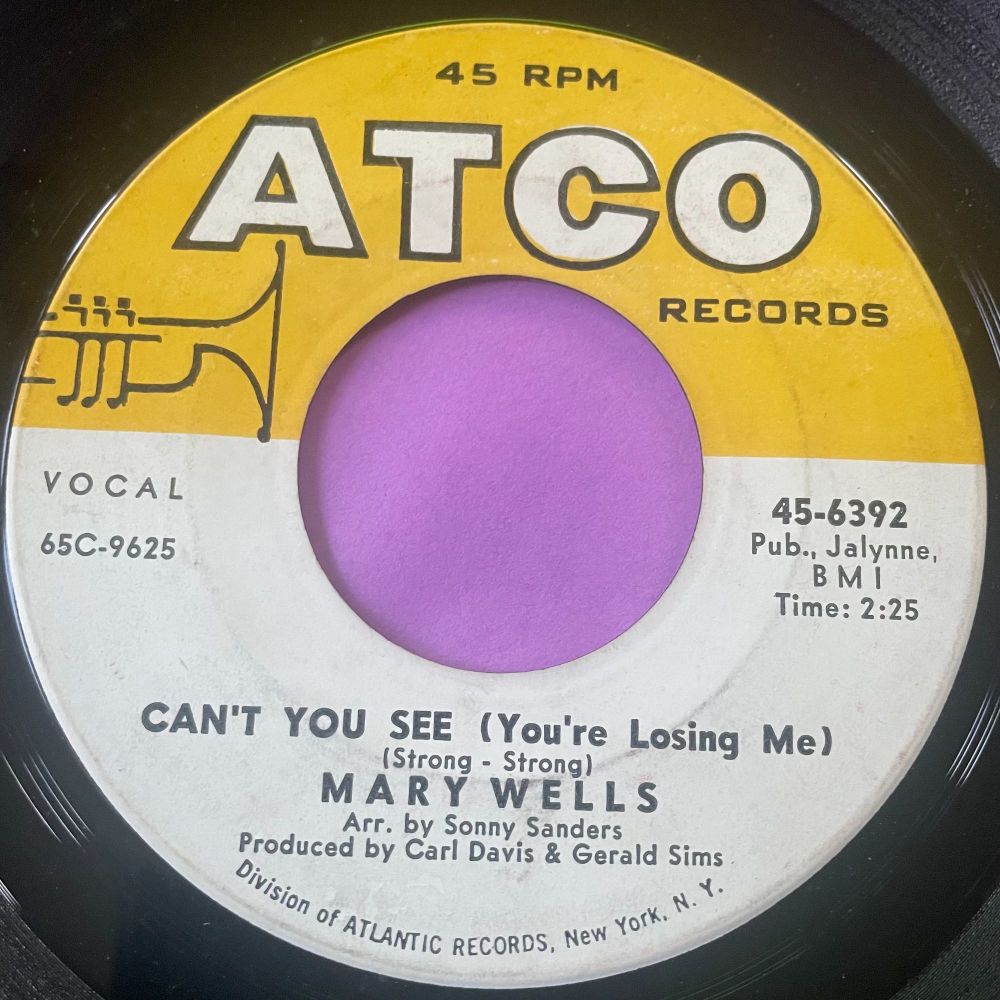 45 RPM
ATCO
RECORDS
VOCAL
65C-9625
45-6392
Pub., Jalynne,
BMI
Time: 2:25
CAN'T YOU SEE (You're Losing Me)
(Strong - Strong)
MARY WELLS
Arr. by Sonny Sanders
Produced by Carl Davis & Gerald Sims
Division of ATLANTIC RECORDS, New York, N. Y.